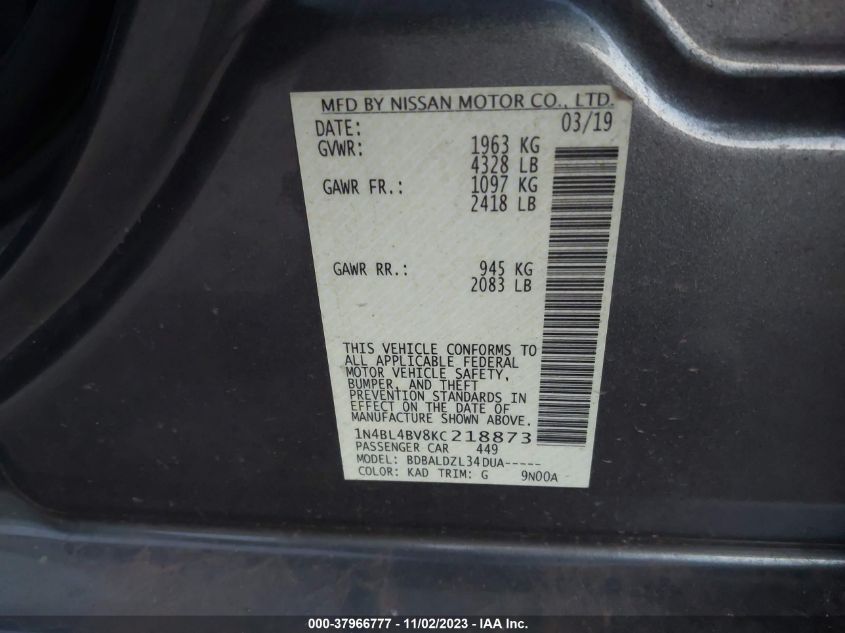 MFD BY NISSAN MOTOR CO., LTD.
DATE: 03/19
GVWR: 1963 KG
4328 LB
GAWR FR.: 1097 KG
2418 LB
GAWR RR.: 945 KG
2083 LB
THIS VEHICLE CONFORMS TO
ALL APPLICABLE FEDERAL
MOTOR VEHICLE SAFETY,
BUMPER, AND THEFT
PREVENTION STANDARDS IN
EFFECT ON THE DATE OF
MANUFACTURE SHOWN ABOVE.
1N4BL4BV8KC218873
PASSENGER CAR 449
MODEL: BDBALDZL34DUA-----
COLOR: KAD TRIM: G 9N00A
000-37966777 - 11/02/2023 - IAA Inc.